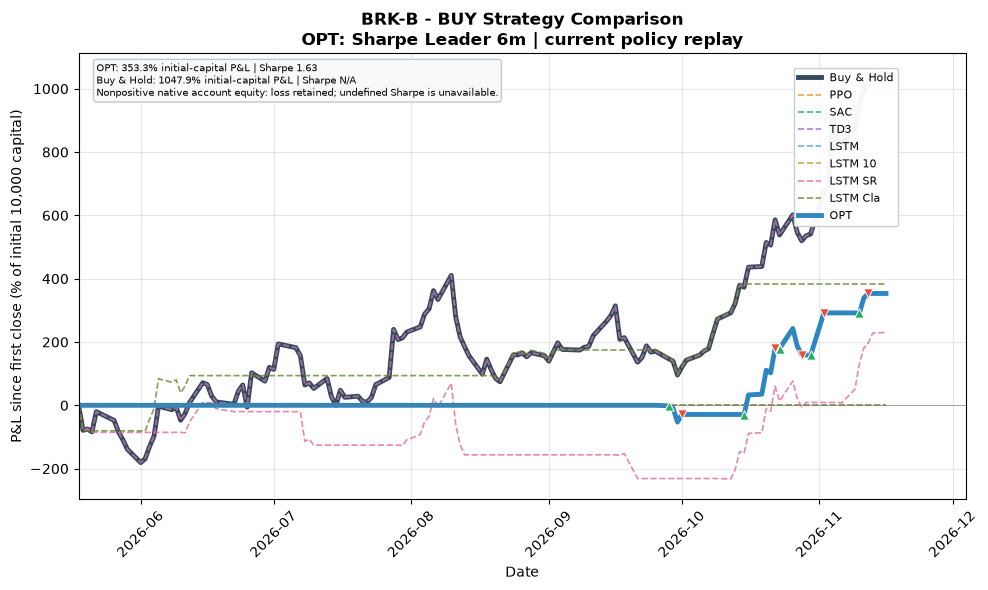 BRK-B - BUY Strategy Comparison
OPT: Sharpe Leader 6m | current policy replay
OPT: 353.3% initial-capital P&L | Sharpe 1.63
Buy & Hold: 1047.9% initial-capital P&L | Sharpe N/A
Nonpositive native account equity: loss retained; undefined Sharpe is unavailable.
Buy & Hold
PPO
SAC
TD3
LSTM
LSTM 10
LSTM SR
LSTM Cla
OPT
P&L since first close (% of initial 10,000 capital)
1000
800
600
400
200
0
−200
2026-06
2026-07
2026-08
2026-09
2026-10
2026-11
2026-12
Date